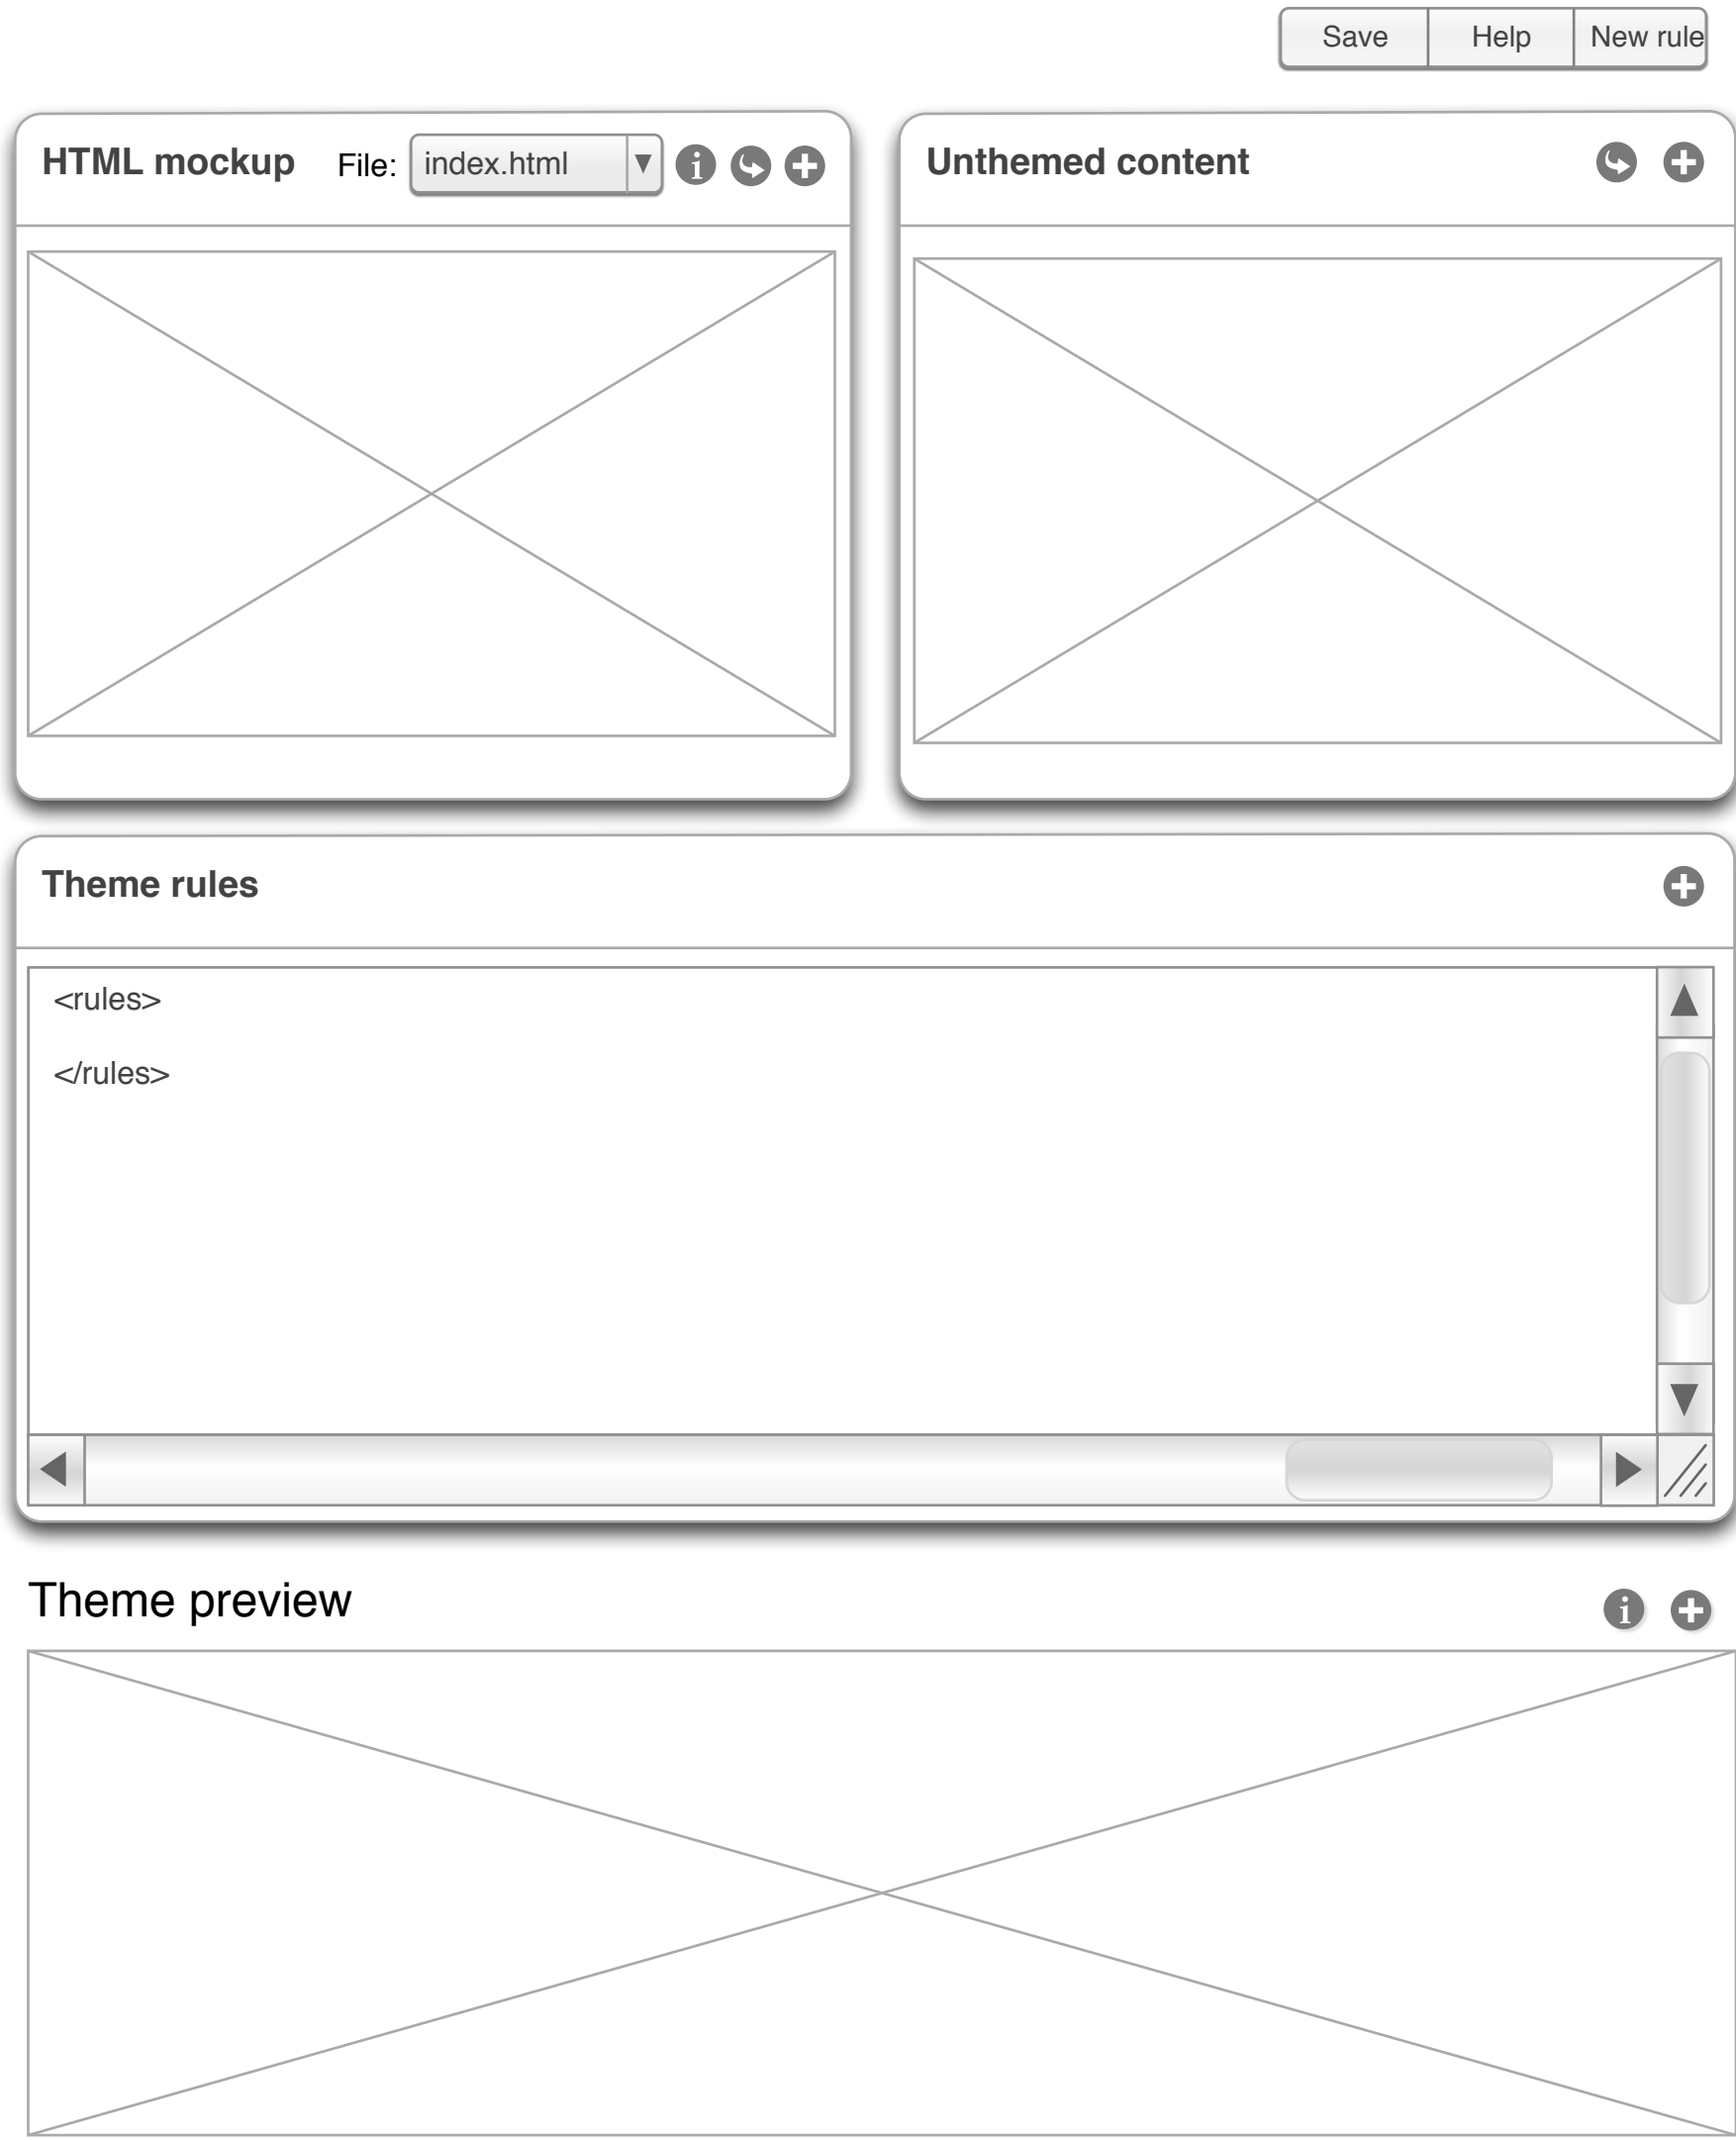 Save Help New rule
HTML mockup File: index.html
Unthemed content
Theme rules
<rules>
</rules>
Theme preview